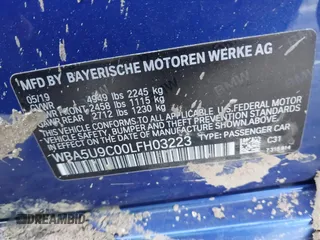 MFD BY BAYERISCHE MOTOREN WERKE AG
05/19
GVWR 4949 lbs 2245 kg
GAWR FRONT 2458 lbs 1115 kg
GAWR REAR 2712 lbs 1230 kg
THIS VEHICLE CONFORMS TO ALL APPLICABLE U.S. FEDERAL MOTOR
VEHICLE SAFETY, BUMPER, AND THEFT PREVENTION STANDARDS IN
EFFECT ON THE DATE OF MANUFACTURE SHOWN ABOVE
*WBA5U9C00LFH03223* TYPE: PASSENGER CAR
C31
DREAMBID